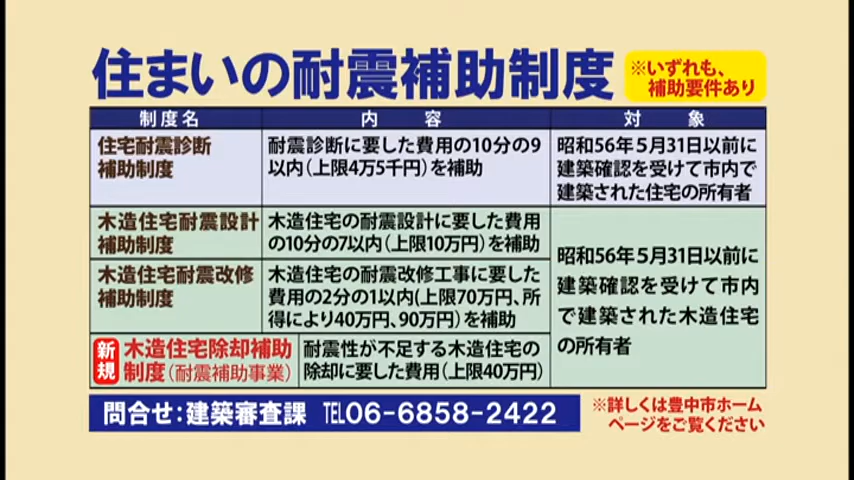 住まいの耐震補助制度
※いずれも、
補助要件あり
制度名
内容
対象
住宅耐震診断
補助制度
耐震診断に要した費用の10分の9
以内（上限4万5千円）を補助
昭和56年5月31日以前に
建築確認を受けて市内で
建築された住宅の所有者
木造住宅耐震設計
補助制度
木造住宅の耐震設計に要した費用
の10分の7以内（上限10万円）を補助
木造住宅耐震改修
補助制度
木造住宅の耐震改修工事に要した
費用の2分の1以内(上限70万円、所
得により40万円、90万円）を補助
新規
木造住宅除却補助
制度（耐震補助事業）
耐震性が不足する木造住宅の
除却に要した費用（上限40万円）
昭和56年5月31日以前に
建築確認を受けて市内
で建築された木造住宅
の所有者
問合せ：建築審査課 TEL06-6858-2422
※詳しくは豊中市ホーム
ページをご覧ください